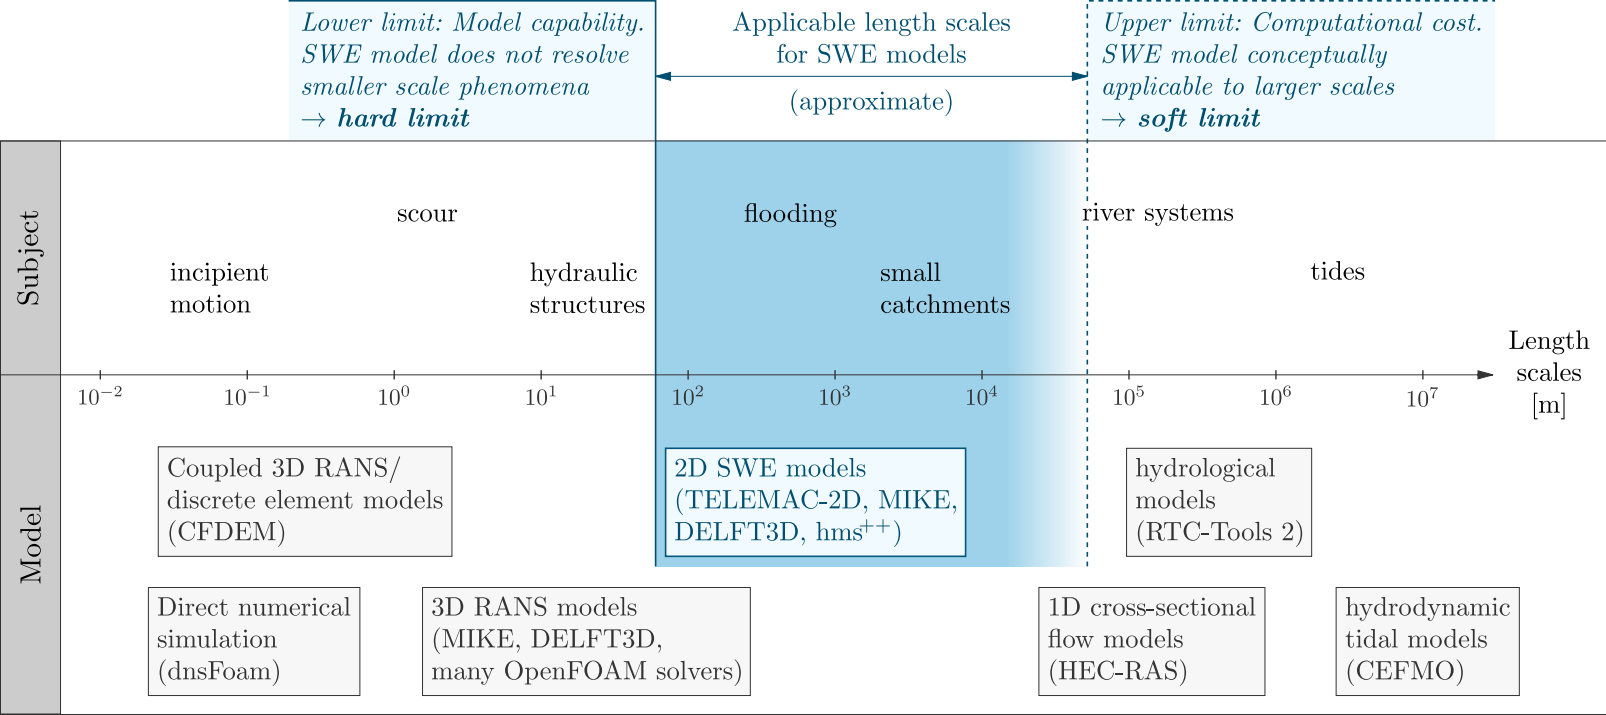 Lower limit: Model capability.
SWE model does not resolve
smaller scale phenomena
→ hard limit
Applicable length scales
for SWE models
(approximate)
Upper limit: Computational cost.
SWE model conceptually
applicable to larger scales
→ soft limit
Subject
scour
flooding
river systems
incipient
motion
hydraulic
structures
small
catchments
tides
Length
scales
[m]
10⁻² 10⁻¹ 10⁰ 10¹ 10² 10³ 10⁴ 10⁵ 10⁶ 10⁷
Model
Coupled 3D RANS/
discrete element models
(CFDEM)
2D SWE models
(TELEMAC-2D, MIKE,
DELFT3D, hms⁺⁺)
hydrological
models
(RTC-Tools 2)
Direct numerical
simulation
(dnsFoam)
3D RANS models
(MIKE, DELFT3D,
many OpenFOAM solvers)
1D cross-sectional
flow models
(HEC-RAS)
hydrodynamic
tidal models
(CEFMO)